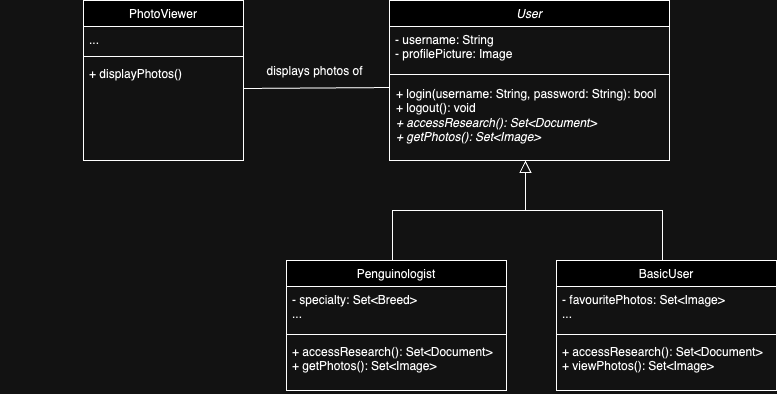 PhotoViewer
...
+ displayPhotos()
displays photos of
User
- username: String
- profilePicture: Image
+ login(username: String, password: String): bool
+ logout(): void
+ accessResearch(): Set<Document>
+ getPhotos(): Set<Image>
Penguinologist
- specialty: Set<Breed>
...
+ accessResearch(): Set<Document>
+ getPhotos(): Set<Image>
BasicUser
- favouritePhotos: Set<Image>
...
+ accessResearch(): Set<Document>
+ viewPhotos(): Set<Image>